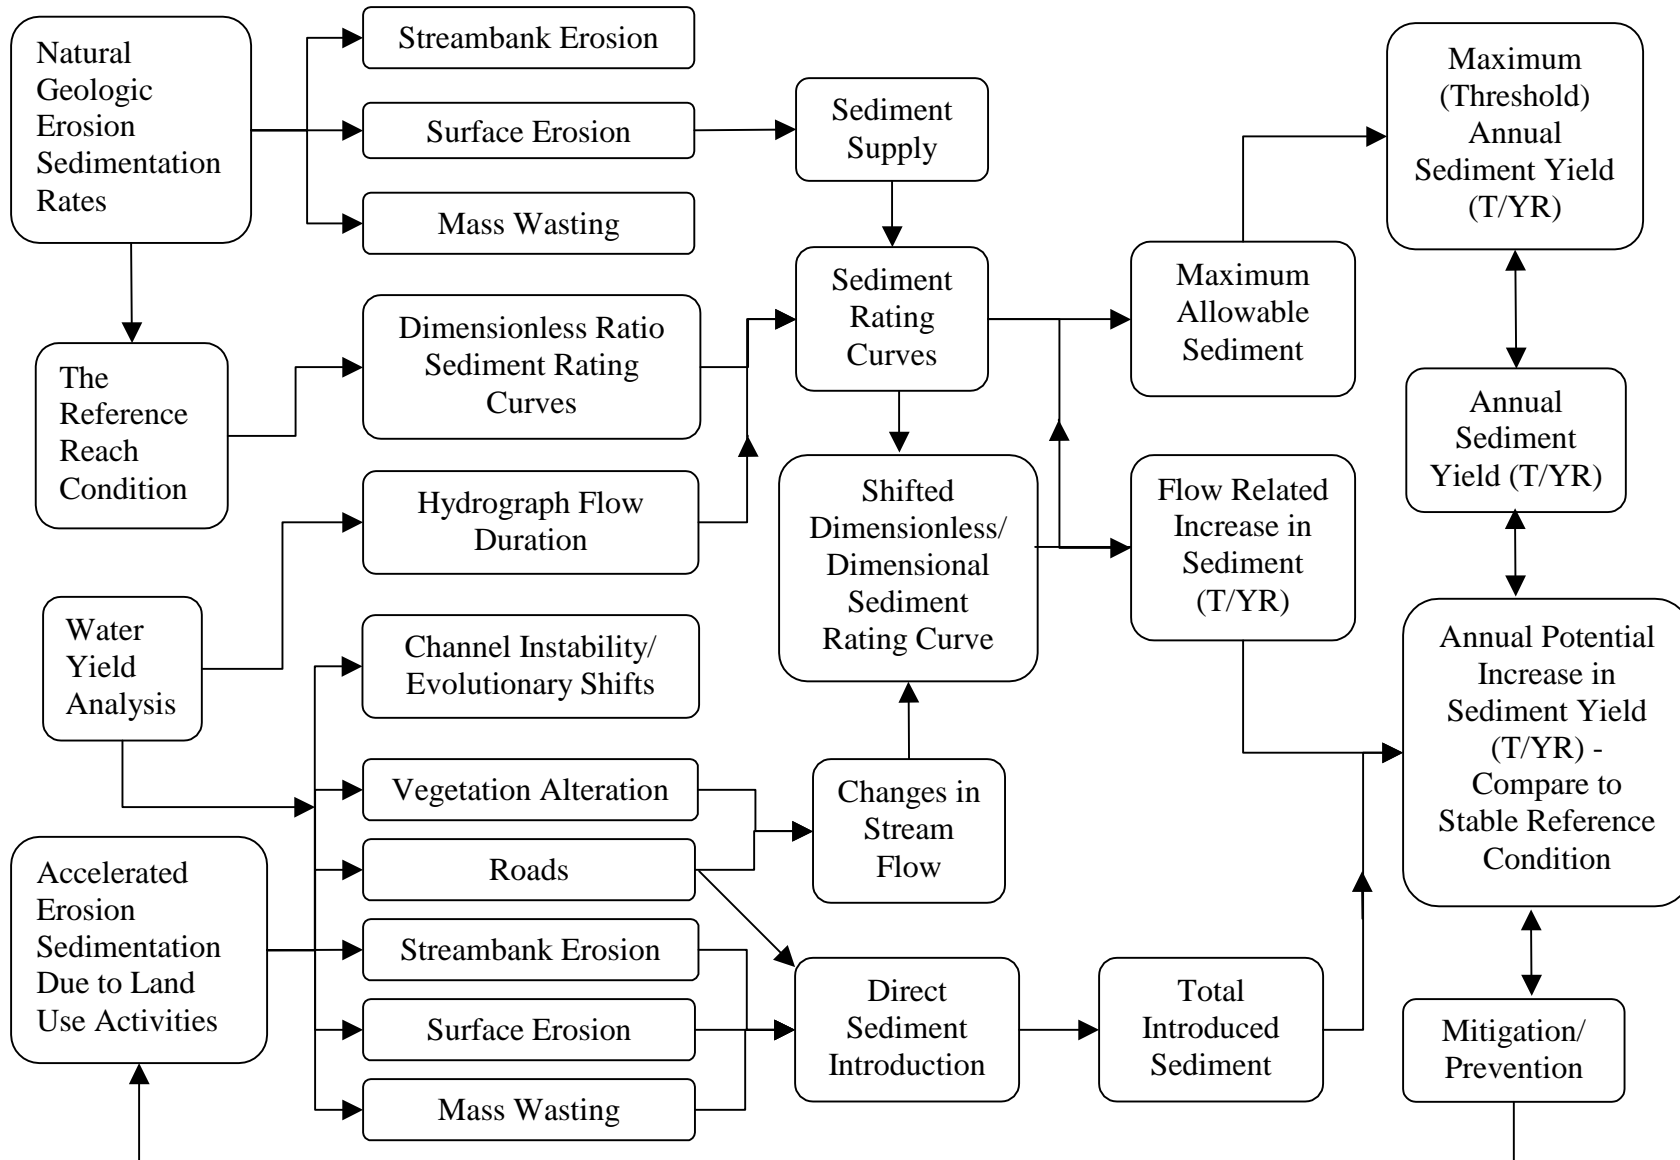 Natural
Geologic
Erosion
Sedimentation
Rates
The
Reference
Reach
Condition
Water
Yield
Analysis
Accelerated
Erosion
Sedimentation
Due to Land
Use Activities
Streambank Erosion
Surface Erosion
Mass Wasting
Dimensionless Ratio
Sediment Rating
Curves
Hydrograph Flow
Duration
Channel Instability/
Evolutionary Shifts
Vegetation Alteration
Roads
Streambank Erosion
Surface Erosion
Mass Wasting
Sediment
Supply
Sediment
Rating
Curves
Shifted
Dimensionless/
Dimensional
Sediment
Rating Curve
Changes in
Stream
Flow
Direct
Sediment
Introduction
Maximum
Allowable
Sediment
Flow Related
Increase in
Sediment
(T/YR)
Total
Introduced
Sediment
Maximum
(Threshold)
Annual
Sediment Yield
(T/YR)
Annual
Sediment
Yield (T/YR)
Annual Potential
Increase in
Sediment Yield
(T/YR) -
Compare to
Stable Reference
Condition
Mitigation/
Prevention